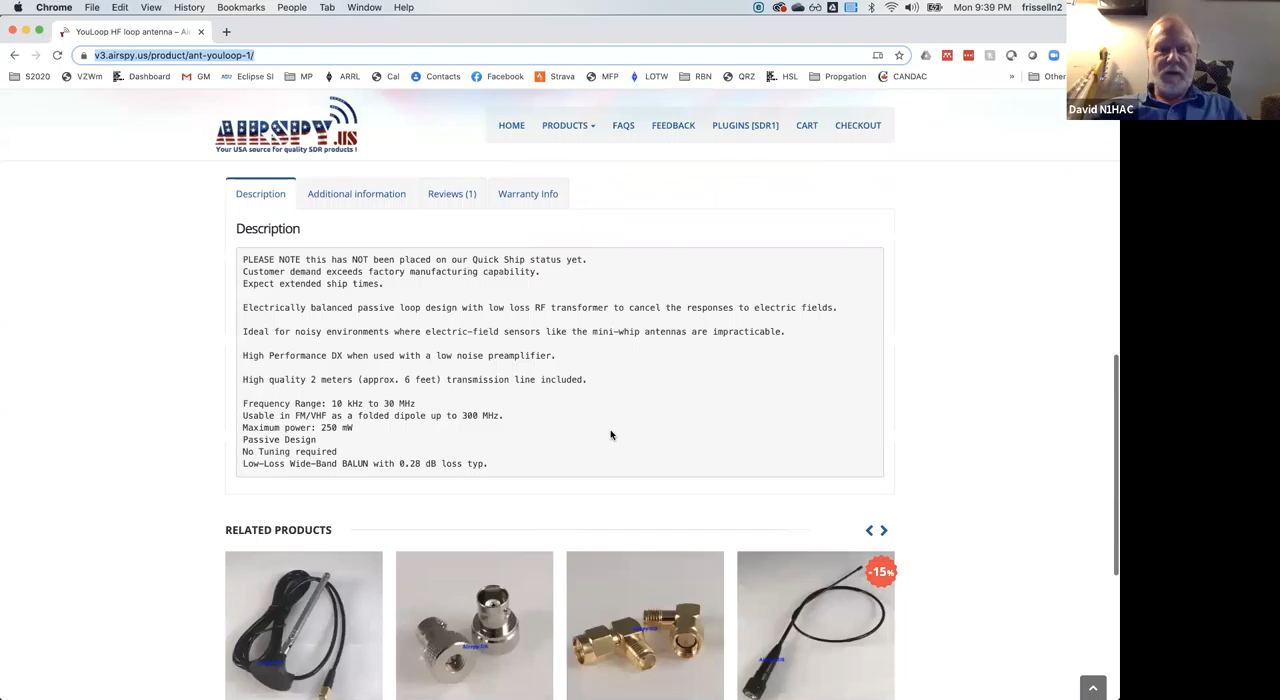 Chrome File Edit View History Bookmarks People Tab Window Help
Mon 9:39 PM frisselln2
YouLoop HF loop antenna – Ai
v3.airspy.us/product/ant-youloop-1/
S2020 VZWm Dashboard GM Eclipse SI MP ARRL Cal Contacts Facebook Strava MFP LOTW RBN QRZ HSL Propgation CANDAC » Other
David N1HAC
AIRSPY.US
Your USA source for quality SDR products !
HOME PRODUCTS FAQS FEEDBACK PLUGINS [SDR1] CART CHECKOUT
Description Additional information Reviews (1) Warranty Info
Description
PLEASE NOTE this has NOT been placed on our Quick Ship status yet.
Customer demand exceeds factory manufacturing capability.
Expect extended ship times.
Electrically balanced passive loop design with low loss RF transformer to cancel the responses to electric fields.
Ideal for noisy environments where electric-field sensors like the mini-whip antennas are impracticable.
High Performance DX when used with a low noise preamplifier.
High quality 2 meters (approx. 6 feet) transmission line included.
Frequency Range: 10 kHz to 30 MHz
Usable in FM/VHF as a folded dipole up to 300 MHz.
Maximum power: 250 mW
Passive Design
No Tuning required
Low-Loss Wide-Band BALUN with 0.28 dB loss typ.
RELATED PRODUCTS
-15%